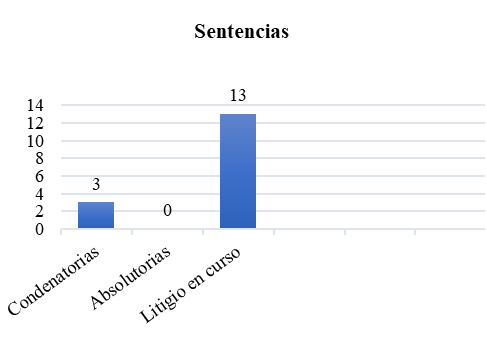 Sentencias
14
12
10
8
6
4
2
0
3
0
13
Condenatorias
Absolutorias
Litigio en curso